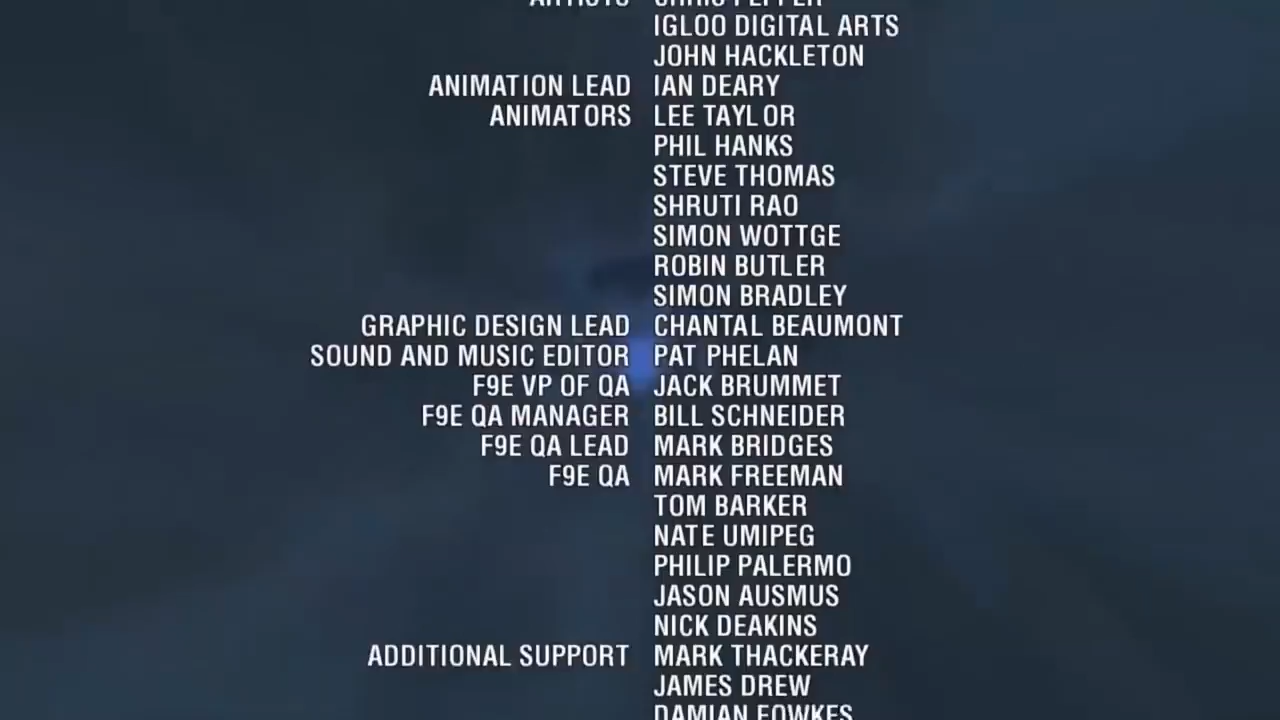 ARTISTS CHRIS PEPPER
IGLOO DIGITAL ARTS
JOHN HACKLETON
ANIMATION LEAD IAN DEARY
ANIMATORS LEE TAYLOR
PHIL HANKS
STEVE THOMAS
SHRUTI RAO
SIMON WOTTGE
ROBIN BUTLER
SIMON BRADLEY
GRAPHIC DESIGN LEAD CHANTAL BEAUMONT
SOUND AND MUSIC EDITOR PAT PHELAN
F9E VP OF QA JACK BRUMMET
F9E QA MANAGER BILL SCHNEIDER
F9E QA LEAD MARK BRIDGES
F9E QA MARK FREEMAN
TOM BARKER
NATE UMIPEG
PHILIP PALERMO
JASON AUSMUS
NICK DEAKINS
ADDITIONAL SUPPORT MARK THACKERAY
JAMES DREW
DAMIAN FOWKES